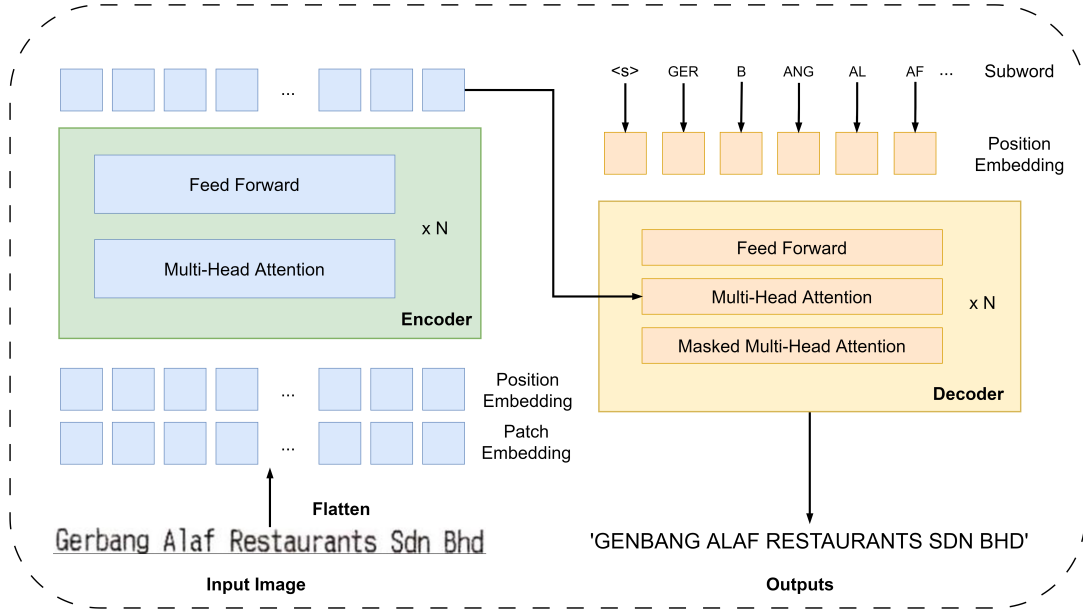 ...
Feed Forward
x N
Multi-Head Attention
Encoder
...
Position
Embedding
...
Patch
Embedding
Flatten
Gerbang Alaf Restaurants Sdn Bhd
Input Image
<s> GER B ANG AL AF ... Subword
Position
Embedding
Feed Forward
Multi-Head Attention
x N
Masked Multi-Head Attention
Decoder
'GENBANG ALAF RESTAURANTS SDN BHD'
Outputs